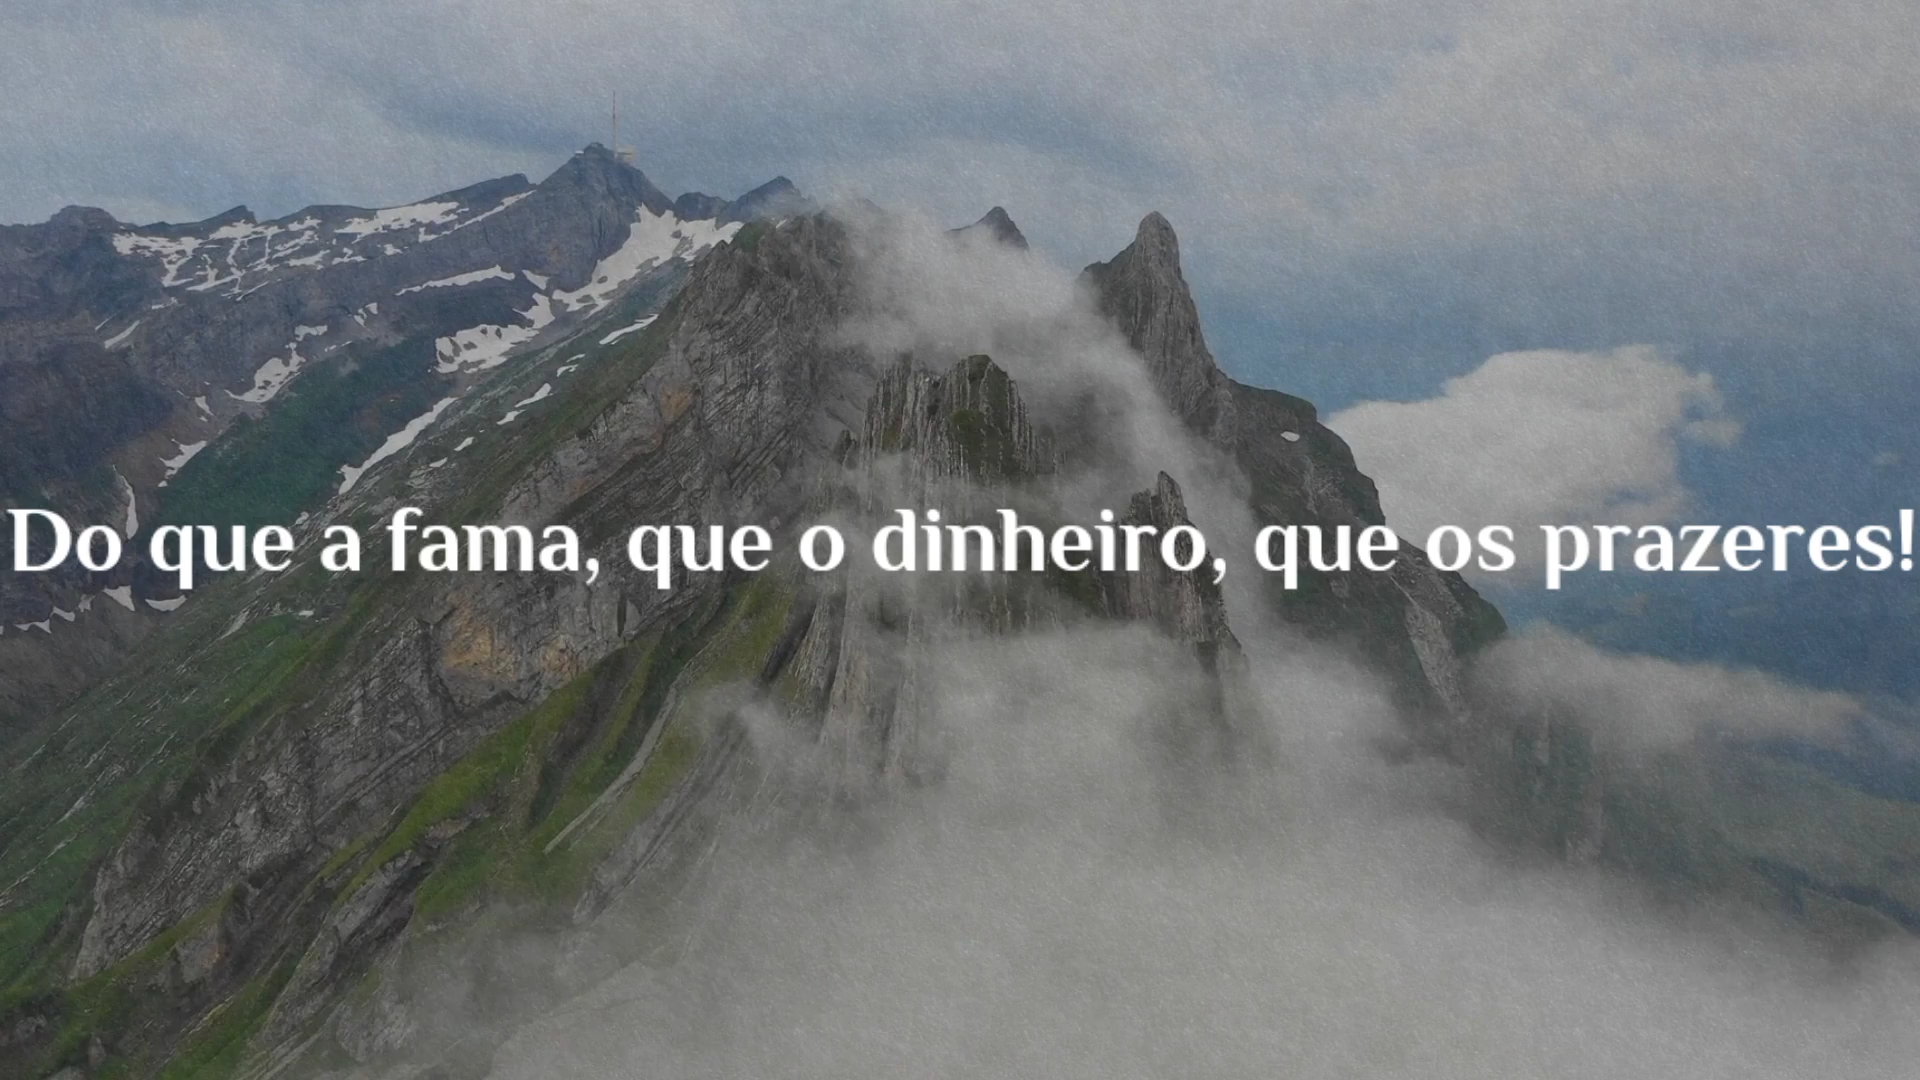 Do que a fama, que o dinheiro, que os prazeres!